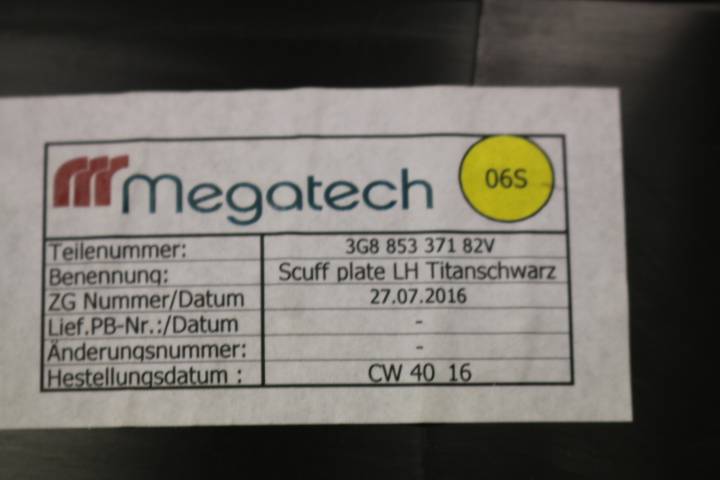 Megatech 06S
Teilenummer: 3G8 853 371 82V
Benennung: Scuff plate LH Titanschwarz
ZG Nummer/Datum 27.07.2016
Lief.PB-Nr.:/Datum -
Änderungsnummer: -
Hestellungsdatum : CW 40 16